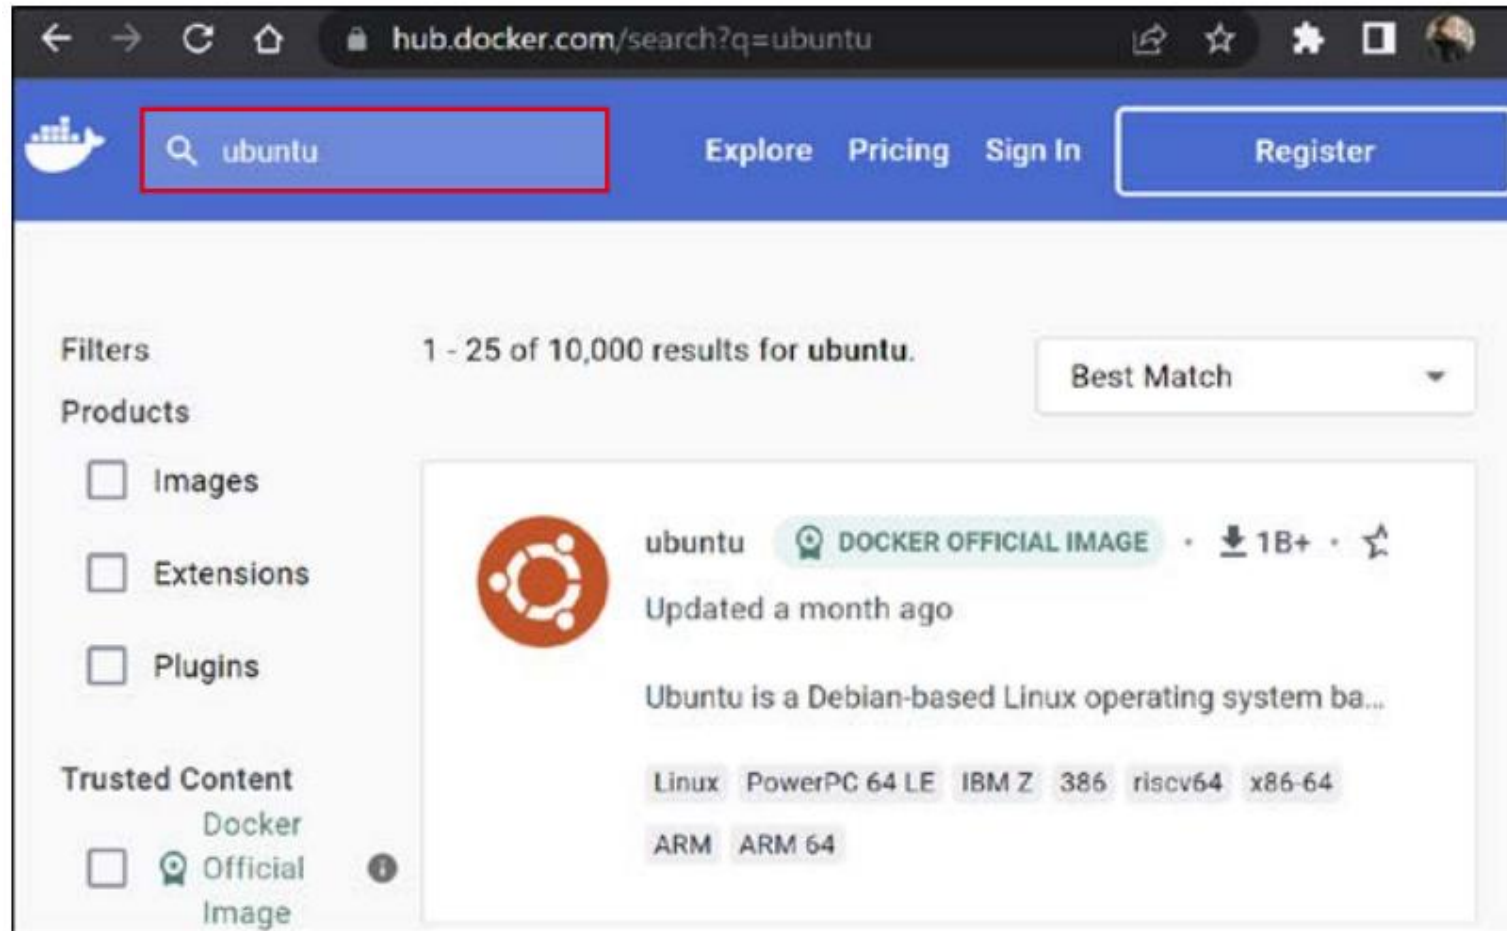 hub.docker.com/search?q=ubuntu
ubuntu
Explore Pricing Sign In Register
Filters
1 - 25 of 10,000 results for ubuntu.
Best Match
Products
Images
Extensions
Plugins
ubuntu DOCKER OFFICIAL IMAGE · 1B+ ·
Updated a month ago
Ubuntu is a Debian-based Linux operating system ba...
Linux PowerPC 64 LE IBM Z 386 riscv64 x86-64
ARM ARM 64
Trusted Content
Docker
Official
Image